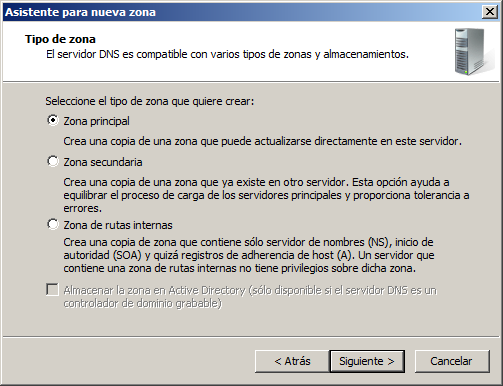 Asistente para nueva zona
Tipo de zona
El servidor DNS es compatible con varios tipos de zonas y almacenamientos.
Seleccione el tipo de zona que quiere crear:
Zona principal
Crea una copia de una zona que puede actualizarse directamente en este servidor.
Zona secundaria
Crea una copia de una zona que ya existe en otro servidor. Esta opción ayuda a
equilibrar el proceso de carga de los servidores principales y proporciona tolerancia a
errores.
Zona de rutas internas
Crea una copia de zona que contiene sólo servidor de nombres (NS), inicio de
autoridad (SOA) y quizá registros de adherencia de host (A). Un servidor que
contiene una zona de rutas internas no tiene privilegios sobre dicha zona.
Almacenar la zona en Active Directory (sólo disponible si el servidor DNS es un
controlador de dominio grabable)
< Atrás Siguiente > Cancelar